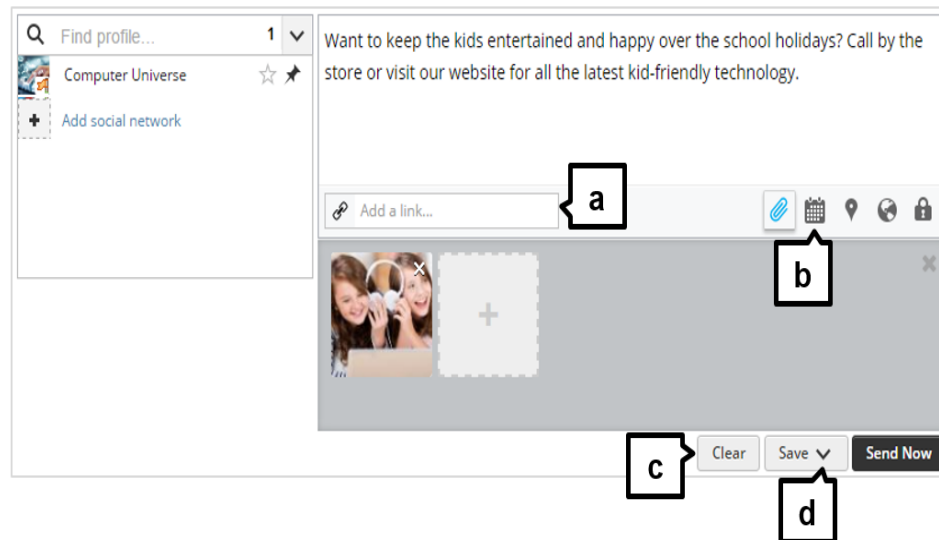 Find profile... 1
Computer Universe
Add social network
Want to keep the kids entertained and happy over the school holidays? Call by the
store or visit our website for all the latest kid-friendly technology.
Add a link...
a
b
Clear
Save
Send Now
c
d